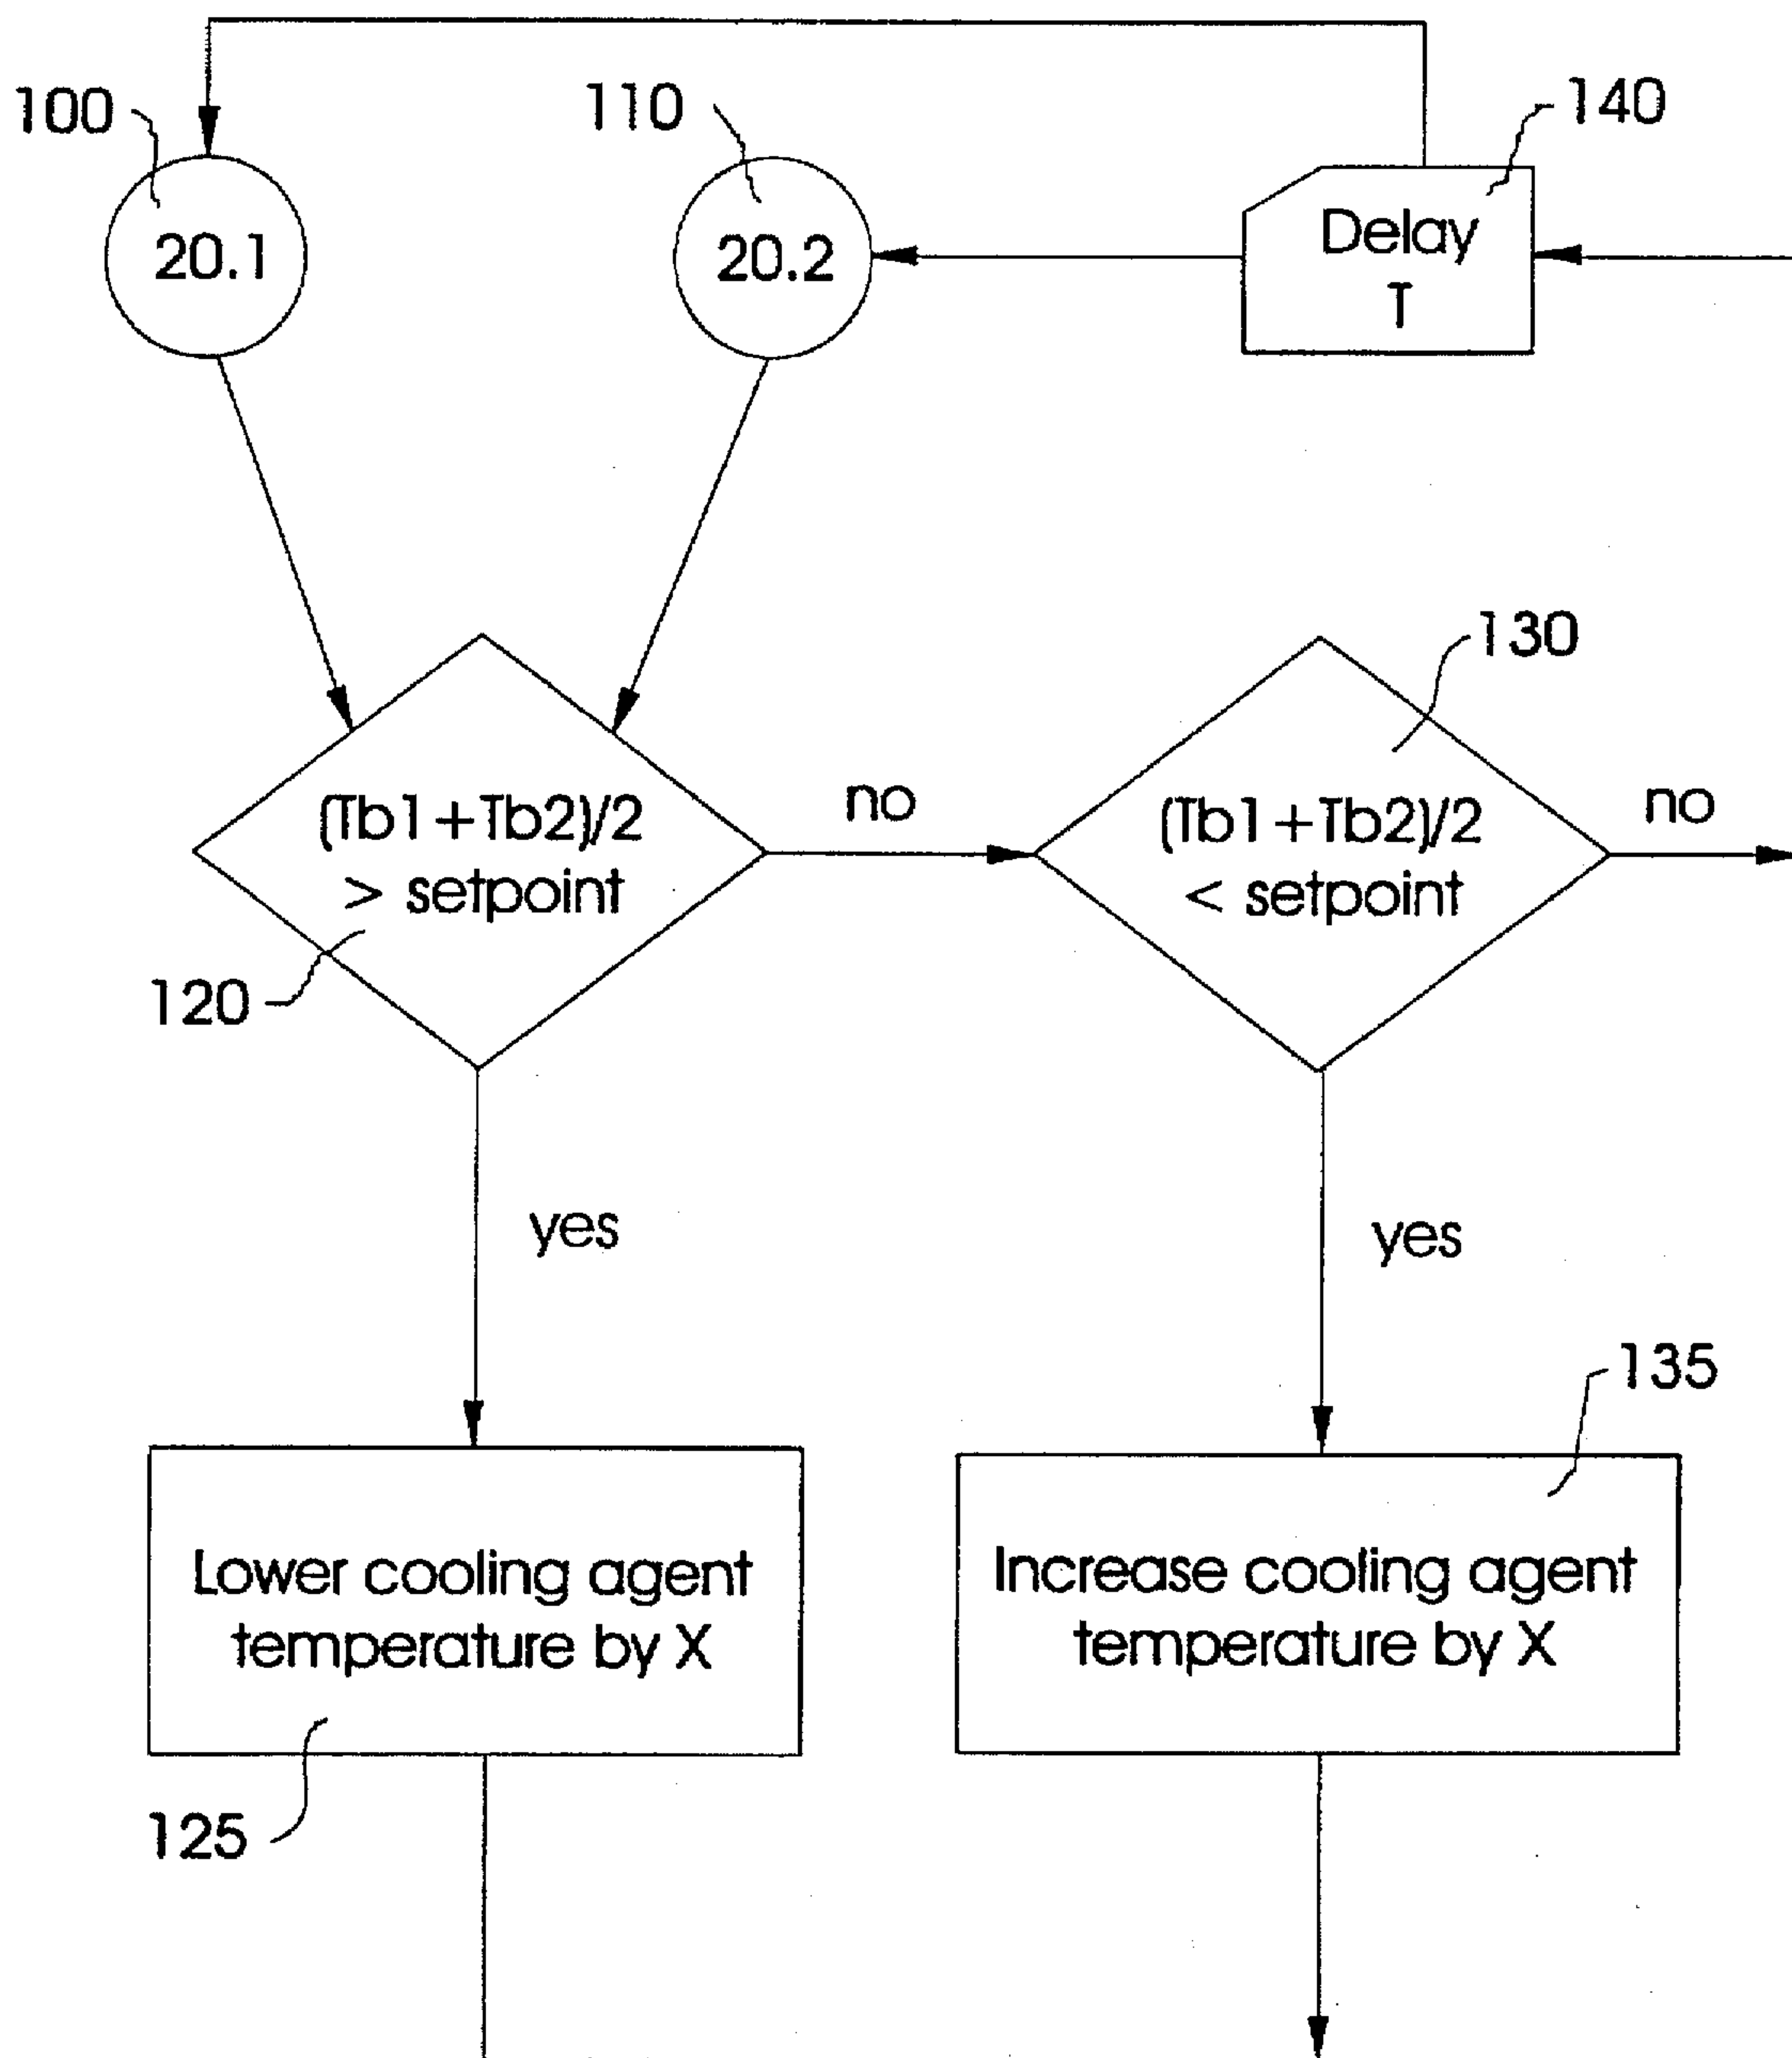 100
110
140
20.1
20.2
Delay
T
130
(Tb1+Tb2)/2
> setpoint
no
(Tb1+Tb2)/2
< setpoint
no
120
yes
yes
135
Lower cooling agent
temperature by X
Increase cooling agent
temperature by X
125